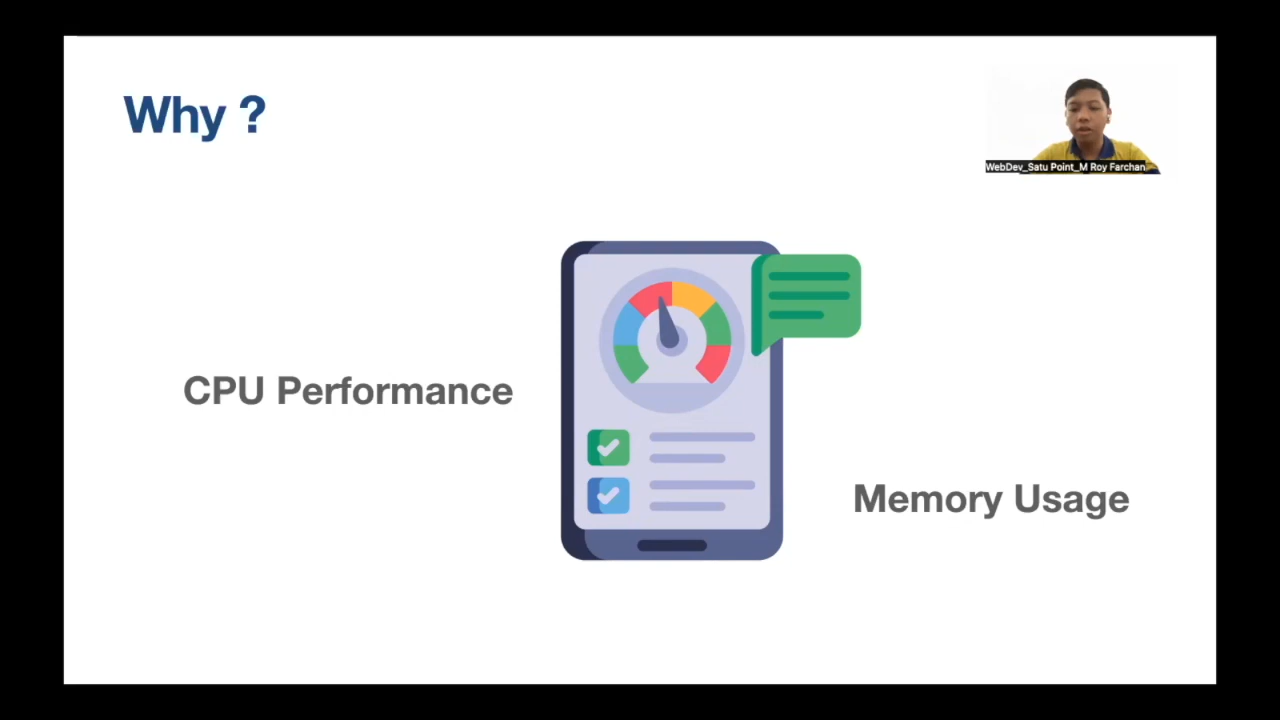 Why ?
WebDev_Satu Point_M Roy Farchan
CPU Performance
Memory Usage